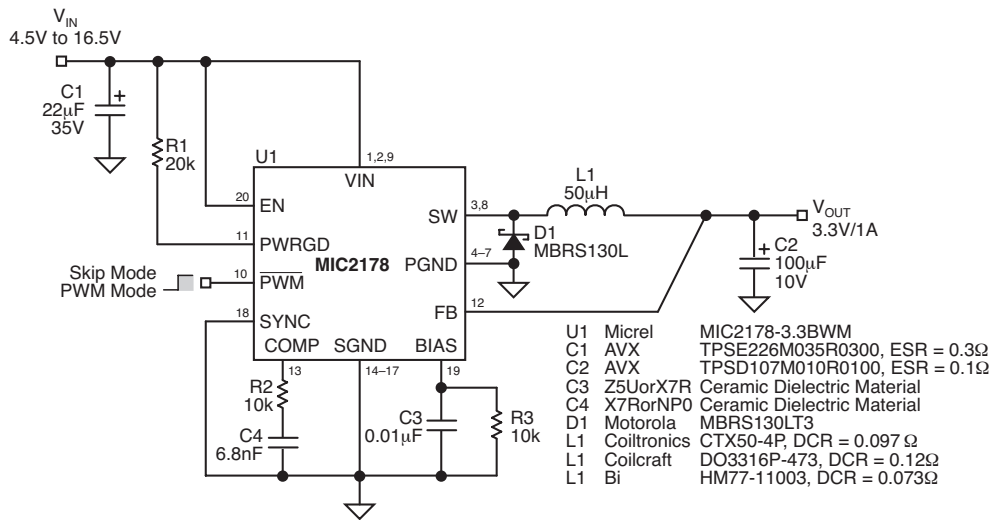 VIN
4.5V to 16.5V
C1
22µF
35V
+
R1
20k
U1
1,2,9
VIN
20
EN
11
PWRGD
MIC2178
Skip Mode
PWM Mode
10
PWM
18
SYNC
COMP
SGND
BIAS
SW
3,8
PGND
4–7
FB
12
L1
50µH
D1
MBRS130L
VOUT
3.3V/1A
+
C2
100µF
10V
13
14–17
19
R2
10k
C4
6.8nF
C3
0.01µF
R3
10k
U1 Micrel MIC2178-3.3BWM
C1 AVX TPSE226M035R0300, ESR = 0.3Ω
C2 AVX TPSD107M010R0100, ESR = 0.1Ω
C3 Z5UorX7R Ceramic Dielectric Material
C4 X7RorNP0 Ceramic Dielectric Material
D1 Motorola MBRS130LT3
L1 Coiltronics CTX50-4P, DCR = 0.097 Ω
L1 Coilcraft DO3316P-473, DCR = 0.12Ω
L1 Bi HM77-11003, DCR = 0.073Ω